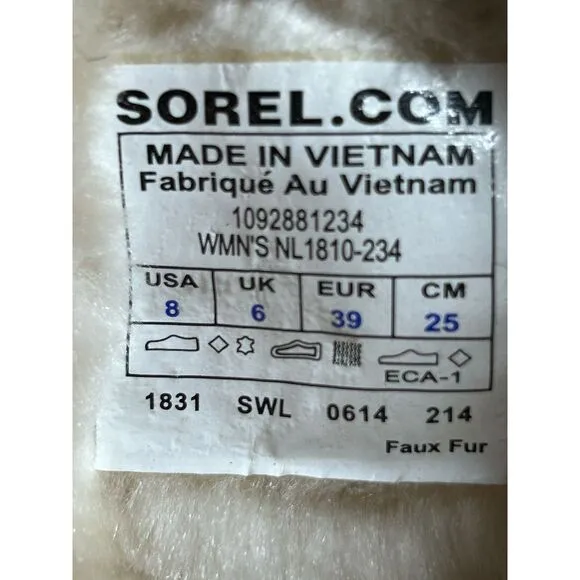 SOREL.COM
MADE IN VIETNAM
Fabriqué Au Vietnam
1092881234
WMN'S NL1810-234
USA UK EUR CM
8 6 39 25
ECA-1
1831 SWL 0614 214
Faux Fur